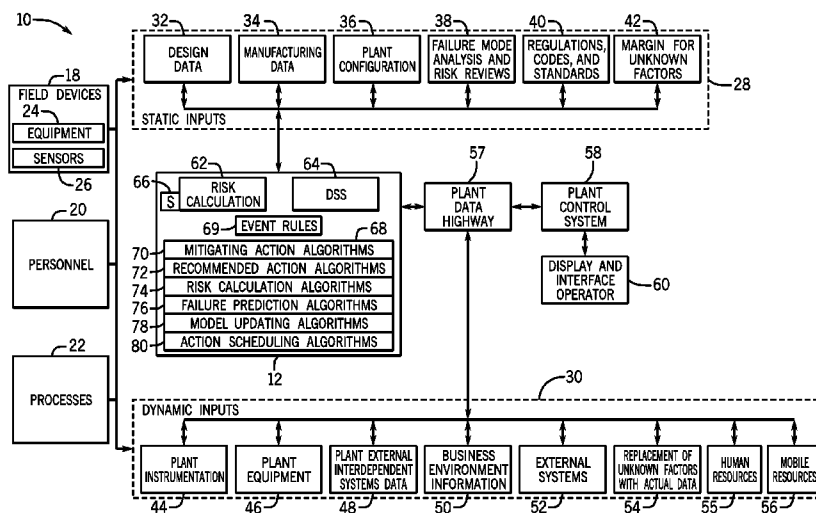 10
32
34
36
38
40
42
DESIGN
DATA
MANUFACTURING
DATA
PLANT
CONFIGURATION
FAILURE MODE
ANALYSIS AND
RISK REVIEWS
REGULATIONS,
CODES, AND
STANDARDS
MARGIN FOR
UNKNOWN
FACTORS
28
STATIC INPUTS
18
FIELD DEVICES
24
EQUIPMENT
SENSORS
26
20
PERSONNEL
22
PROCESSES
62
64
66
S
RISK
CALCULATION
DSS
69
EVENT RULES
68
70
MITIGATING ACTION ALGORITHMS
72
RECOMMENDED ACTION ALGORITHMS
74
RISK CALCULATION ALGORITHMS
76
FAILURE PREDICTION ALGORITHMS
78
MODEL UPDATING ALGORITHMS
80
ACTION SCHEDULING ALGORITHMS
12
57
PLANT
DATA
HIGHWAY
58
PLANT
CONTROL
SYSTEM
DISPLAY AND
INTERFACE
OPERATOR
60
30
DYNAMIC INPUTS
PLANT
INSTRUMENTATION
PLANT
EQUIPMENT
PLANT EXTERNAL
INTERDEPENDENT
SYSTEMS DATA
BUSINESS
ENVIRONMENT
INFORMATION
EXTERNAL
SYSTEMS
REPLACEMENT OF
UNKNOWN FACTORS
WITH ACTUAL DATA
HUMAN
RESOURCES
MOBILE
RESOURCES
44
46
48
50
52
54
55
56